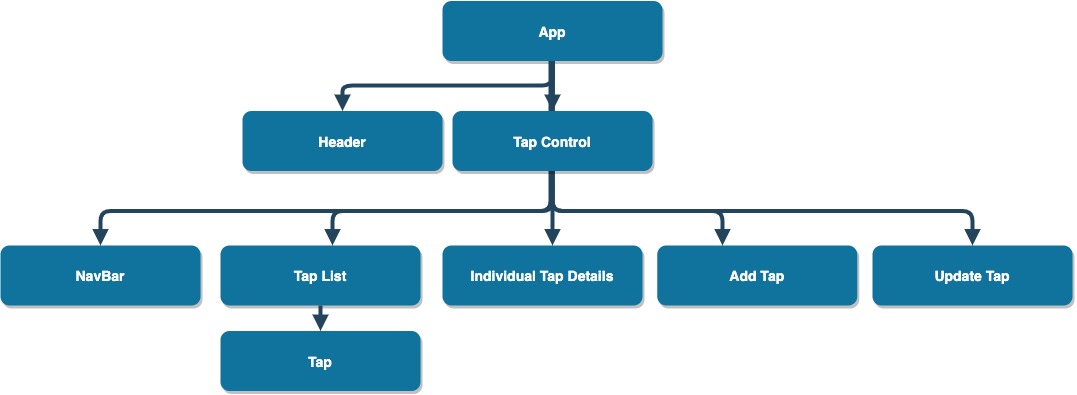 App
Header
Tap Control
NavBar
Tap List
Individual Tap Details
Add Tap
Update Tap
Tap